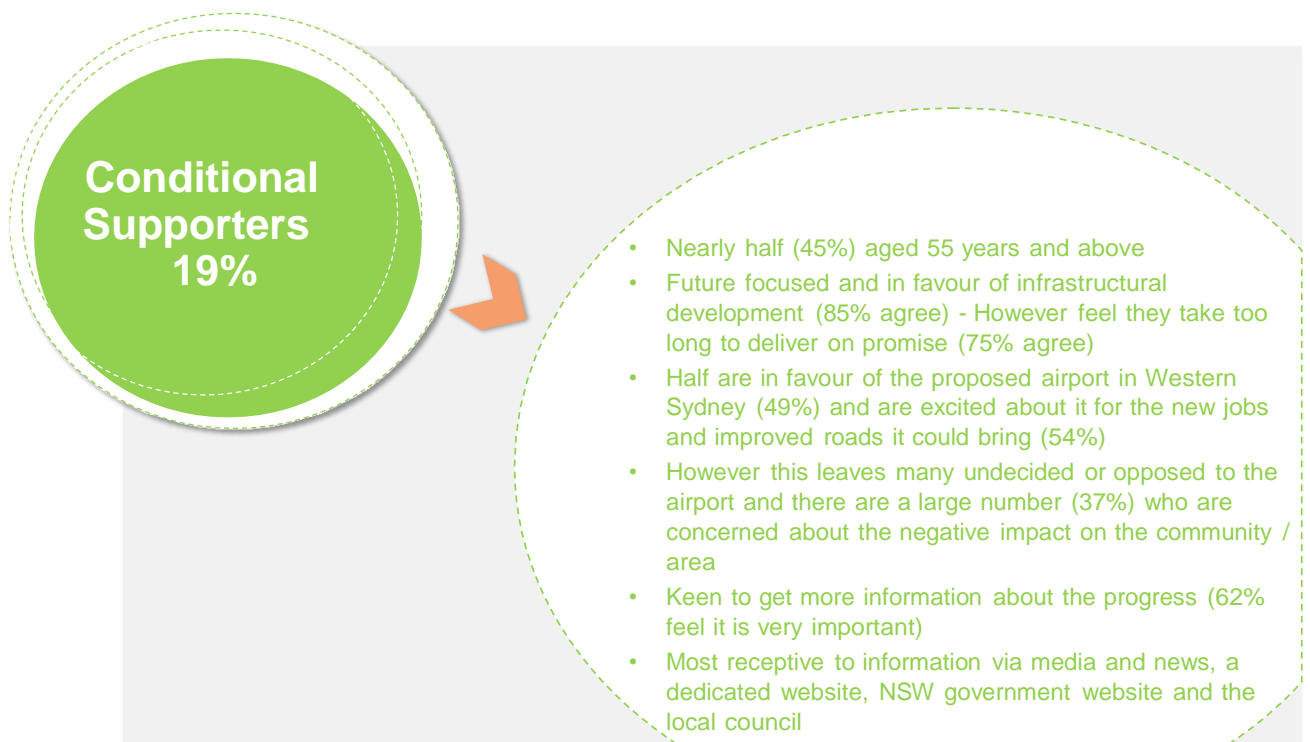 Conditional
Supporters
19%
• Nearly half (45%) aged 55 years and above
• Future focused and in favour of infrastructural
development (85% agree) - However feel they take too
long to deliver on promise (75% agree)
• Half are in favour of the proposed airport in Western
Sydney (49%) and are excited about it for the new jobs
and improved roads it could bring (54%)
• However this leaves many undecided or opposed to the
airport and there are a large number (37%) who are
concerned about the negative impact on the community /
area
• Keen to get more information about the progress (62%
feel it is very important)
• Most receptive to information via media and news, a
dedicated website, NSW government website and the
local council